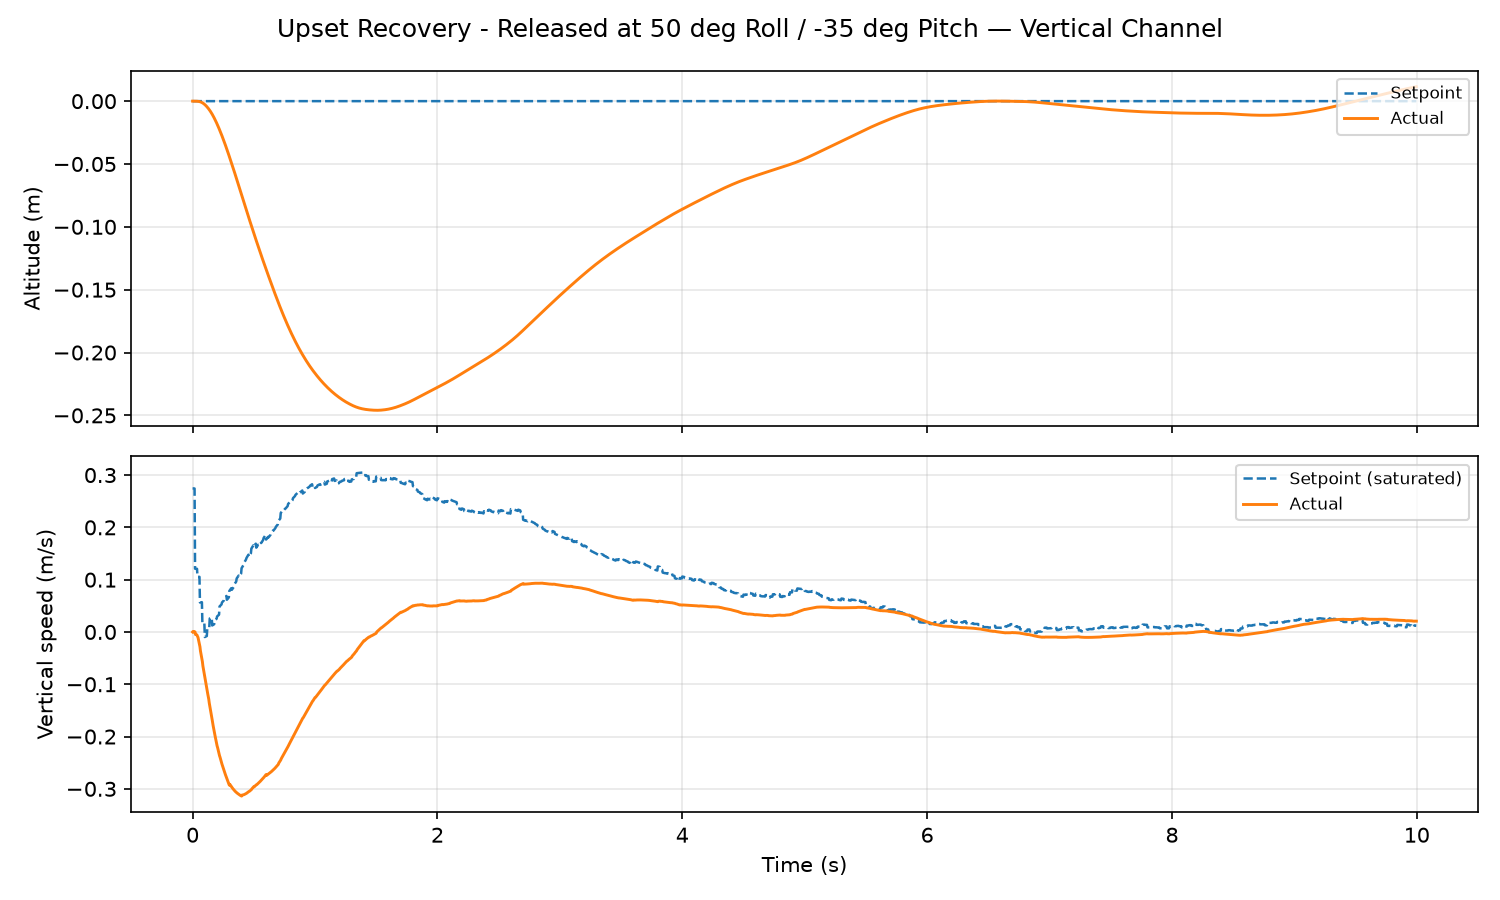 Upset Recovery - Released at 50 deg Roll / -35 deg Pitch — Vertical Channel
Altitude (m)
0.00
−0.05
−0.10
−0.15
−0.20
−0.25
Setpoint
Actual
Vertical speed (m/s)
0.3
0.2
0.1
0.0
−0.1
−0.2
−0.3
Setpoint (saturated)
Actual
0 2 4 6 8 10
Time (s)